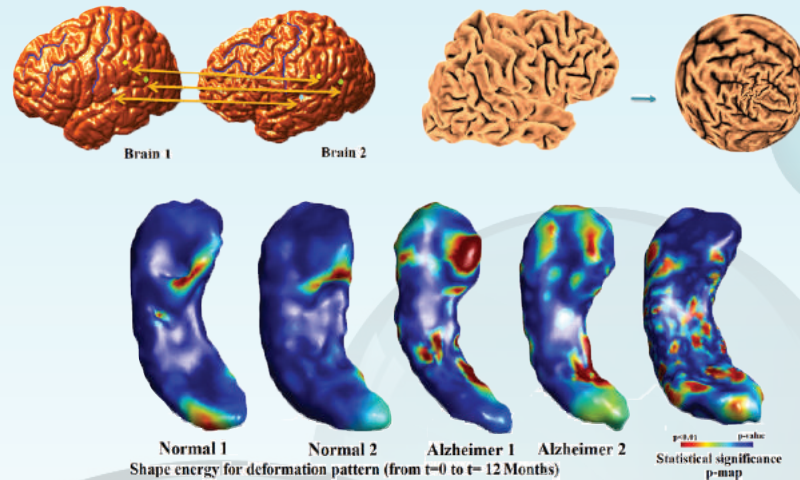 Brain 1
Brain 2
Normal 1
Normal 2
Alzheimer 1
Alzheimer 2
Shape energy for deformation pattern (from t=0 to t= 12 Months)
p<0.01
p-value
Statistical significance
p-map